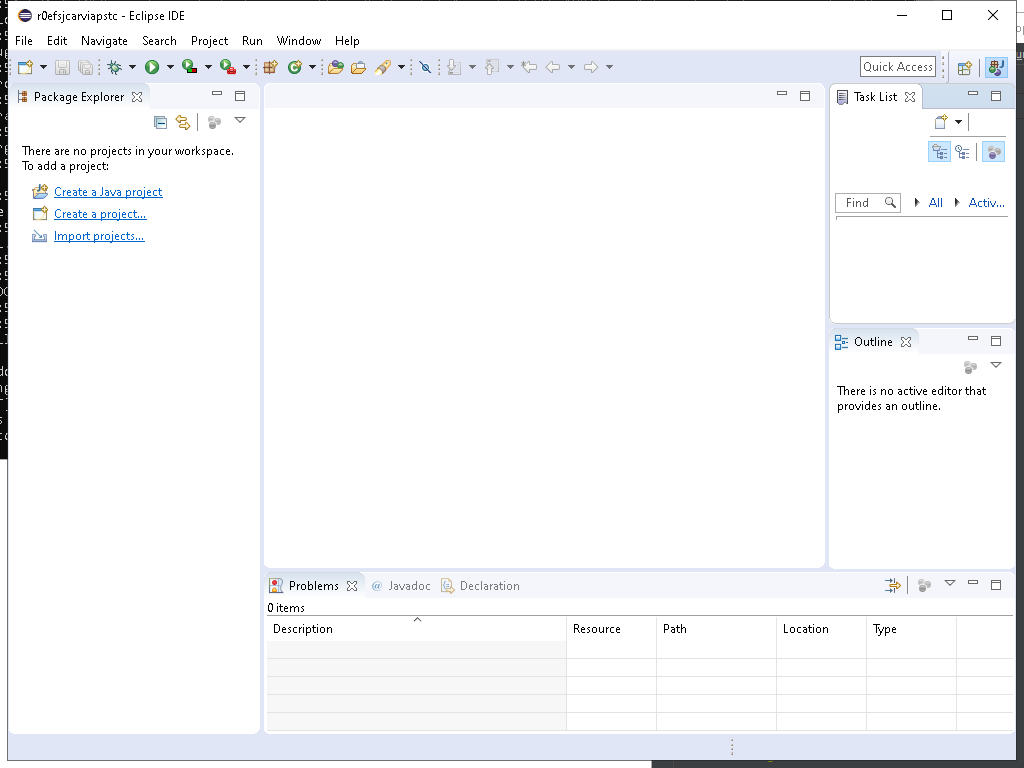 r0efsjcarviapstc - Eclipse IDE
File Edit Navigate Search Project Run Window Help
Quick Access
Package Explorer
Task List
There are no projects in your workspace.
To add a project:
Create a Java project
Create a project...
Import projects...
Find All Activ...
Outline
There is no active editor that
provides an outline.
Problems @ Javadoc Declaration
0 items
Description Resource Path Location Type